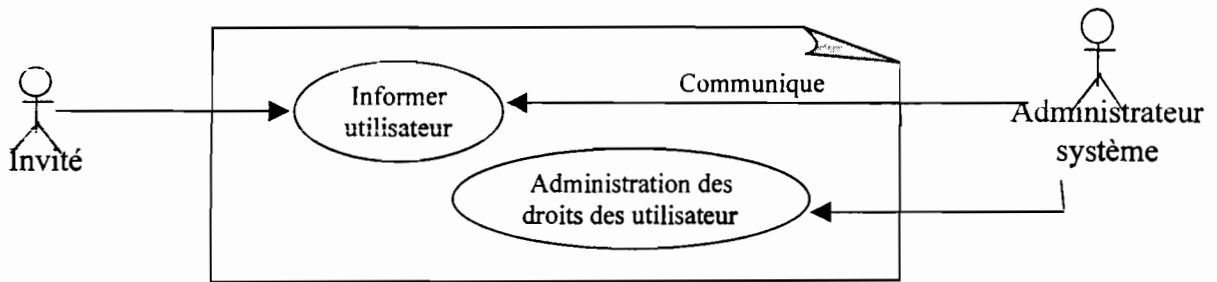 Informer
utilisateur
Communique
Invité
Administrateur
système
Administration des
droits des utilisateur